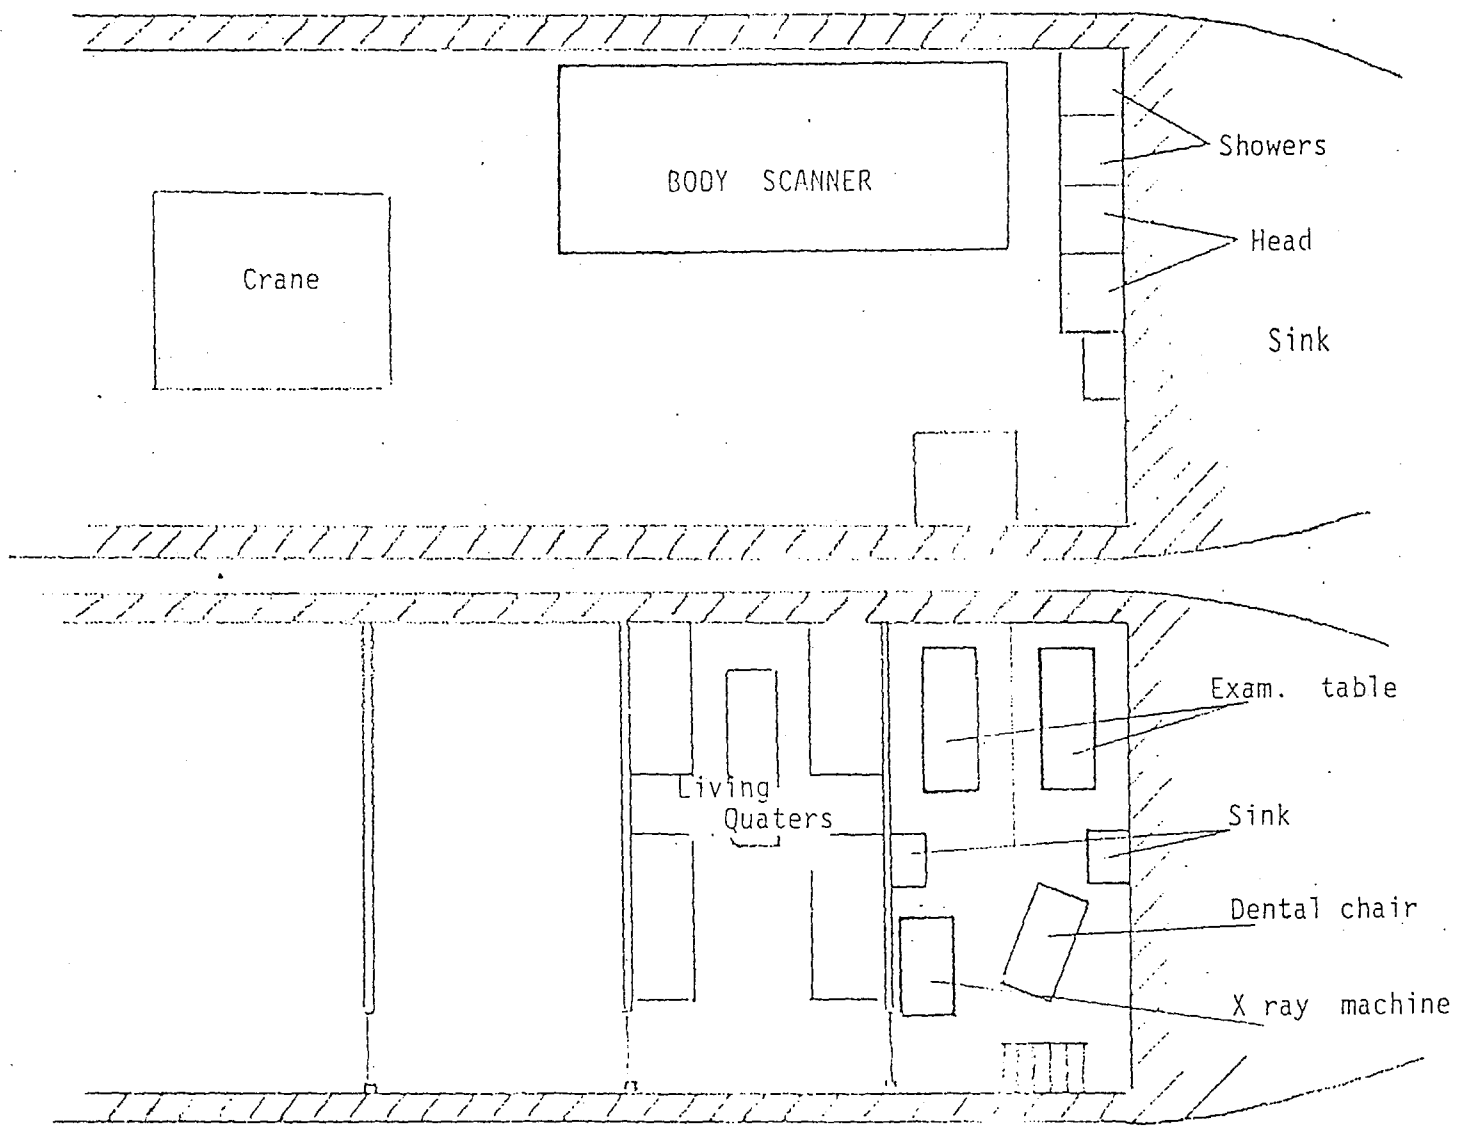 Showers
BODY SCANNER
Head
Crane
Sink
Exam. table
Living
Quaters
Sink
Dental chair
X ray machine